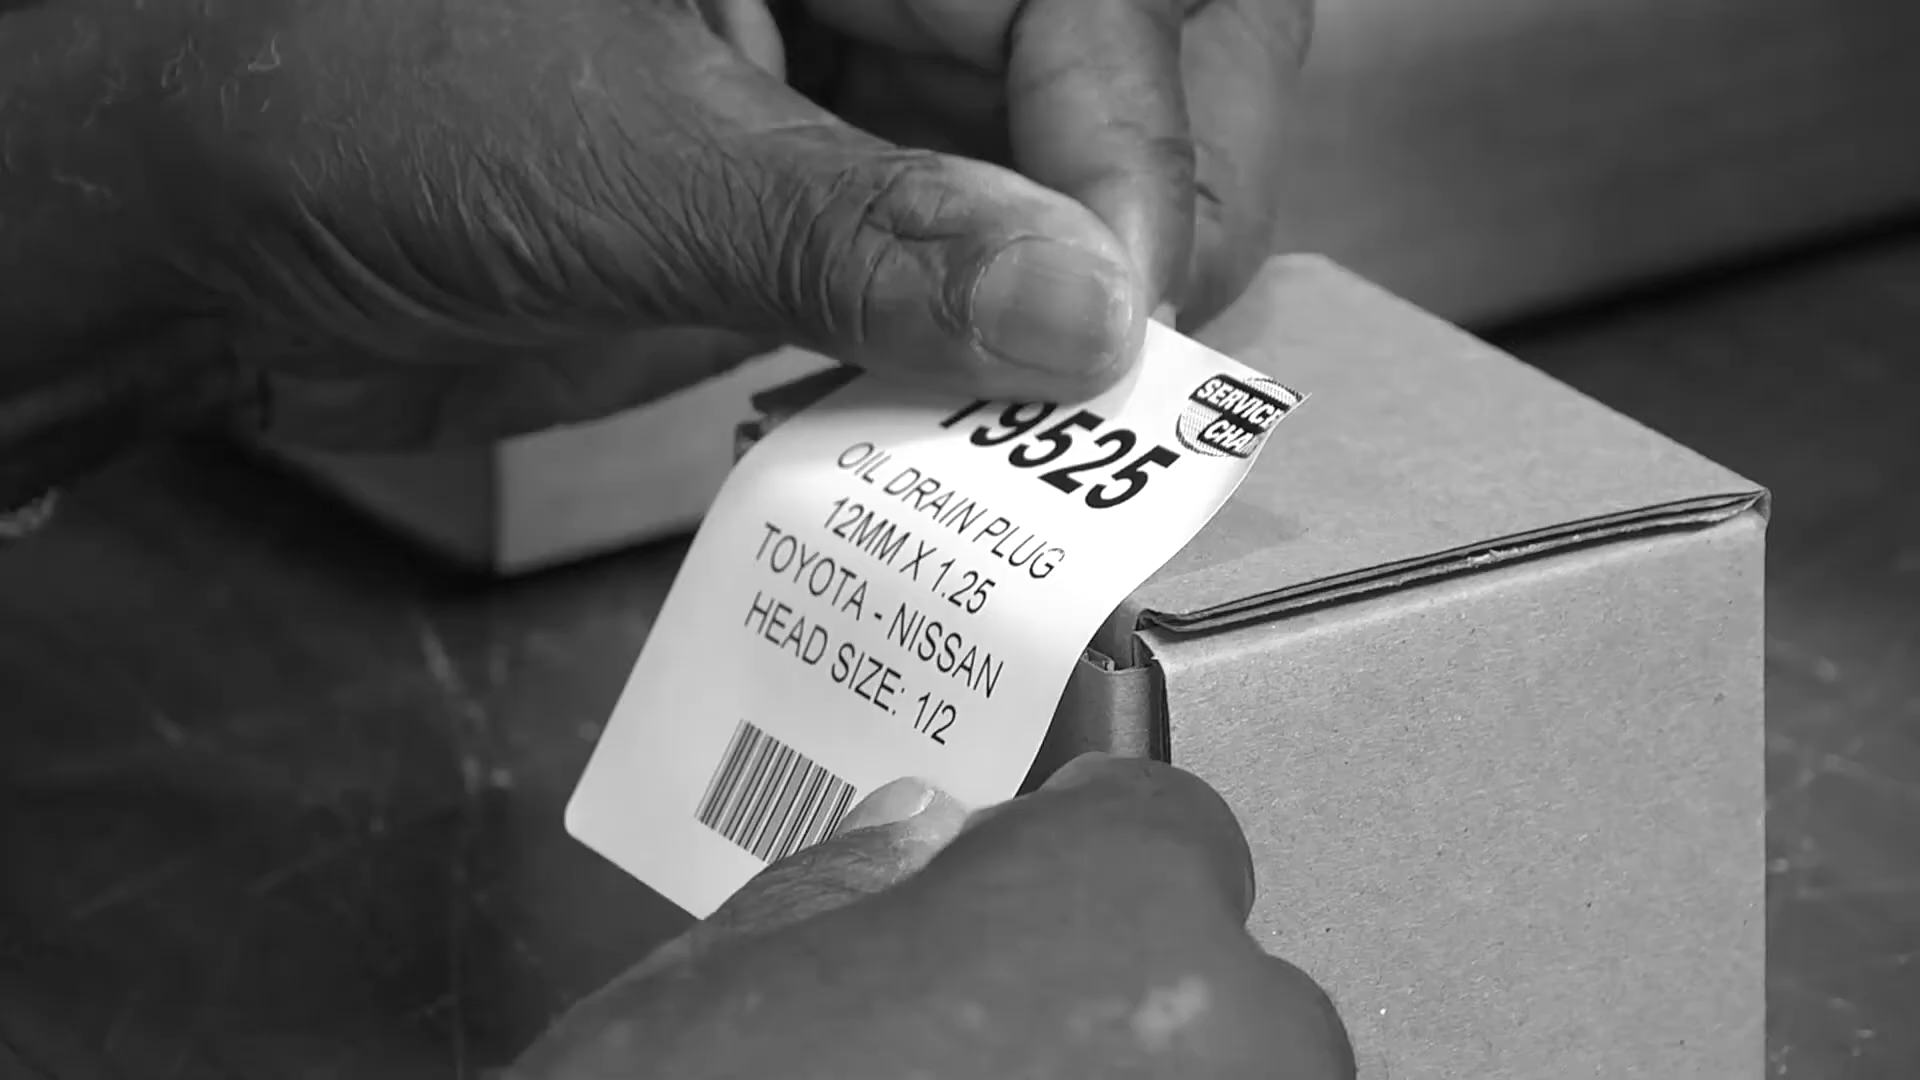 SERVICE
19525
OIL DRAIN PLUG
12MM X 1.25
TOYOTA - NISSAN
HEAD SIZE: 1/2